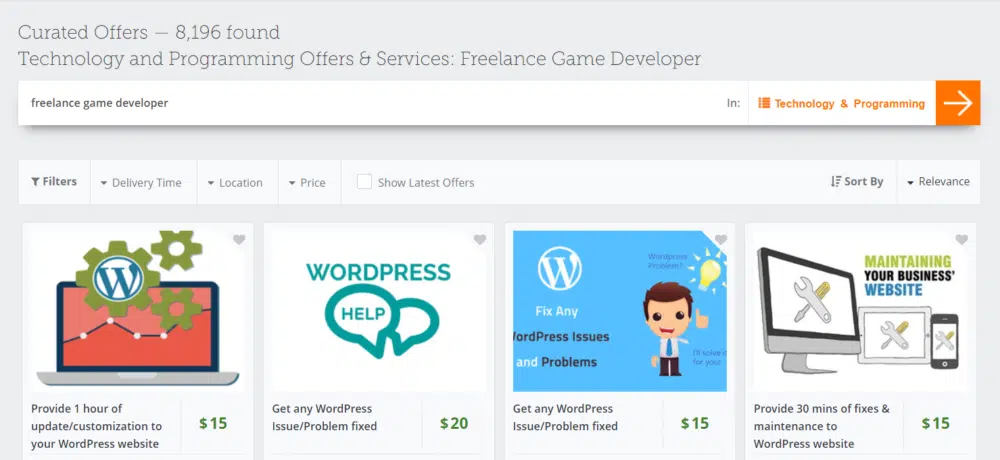 Curated Offers — 8,196 found
Technology and Programming Offers & Services: Freelance Game Developer
freelance game developer
In:
Technology & Programming
Filters
Delivery Time
Location
Price
Show Latest Offers
Sort By
Relevance
W
WORDPRESS
HELP
W
Wordpress
Problem?
Fix Any
WordPress Issues
and Problems
I'll solve it
for you!
MAINTAINING
YOUR BUSINESS'
WEBSITE
Provide 1 hour of
update/customization to
your WordPress website
$15
Get any WordPress
Issue/Problem fixed
$20
Get any WordPress
Issue/Problem fixed
$15
Provide 30 mins of fixes &
maintenance to
WordPress website
$15